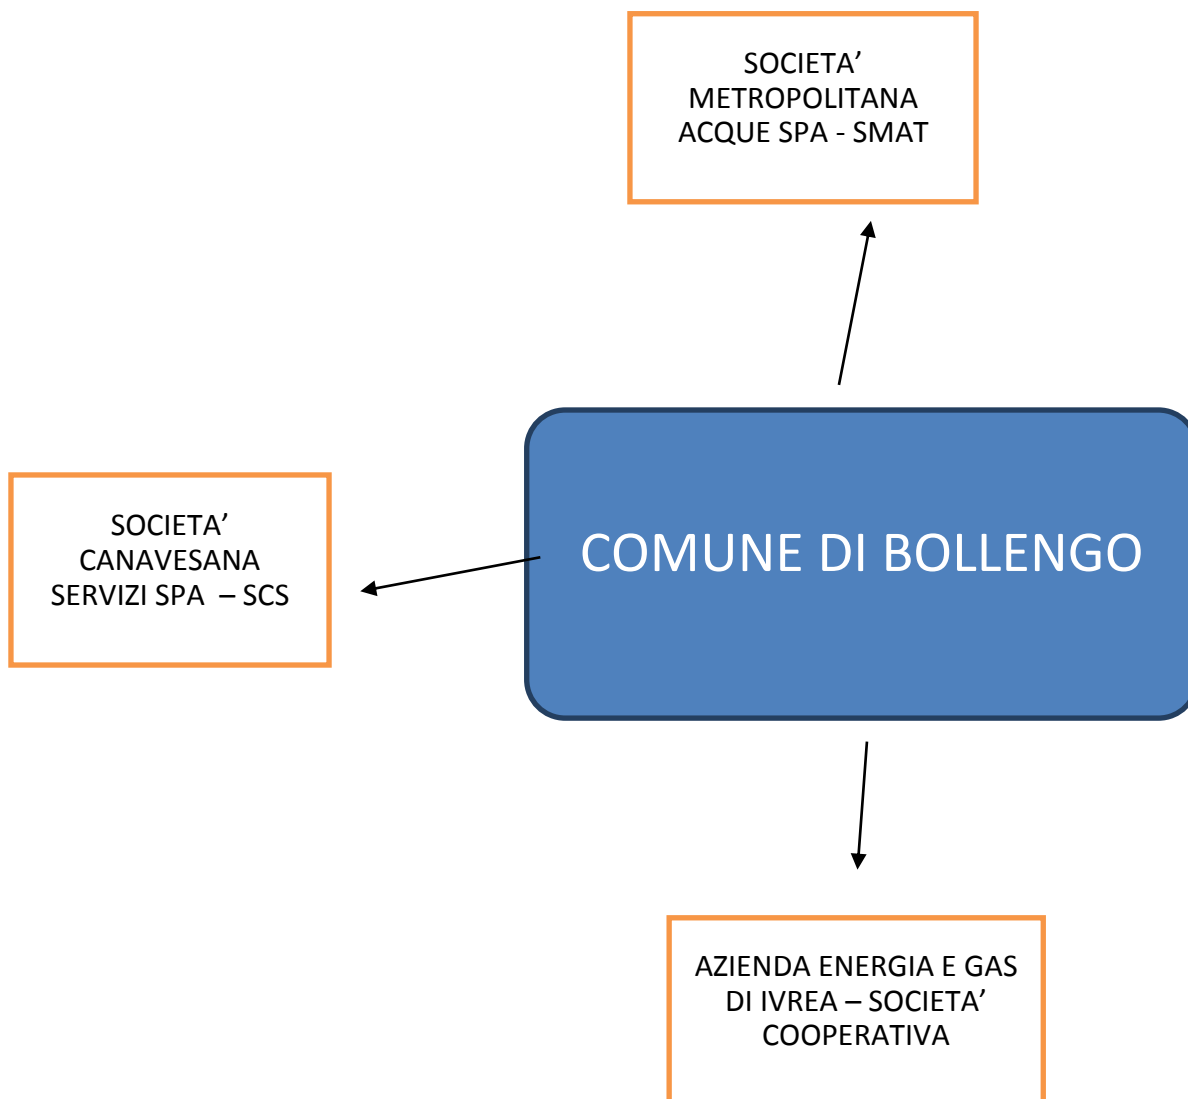 SOCIETA’
METROPOLITANA
ACQUE SPA - SMAT
SOCIETA’
CANAVESANA
SERVIZI SPA – SCS
COMUNE DI BOLLENGO
AZIENDA ENERGIA E GAS
DI IVREA – SOCIETA’
COOPERATIVA